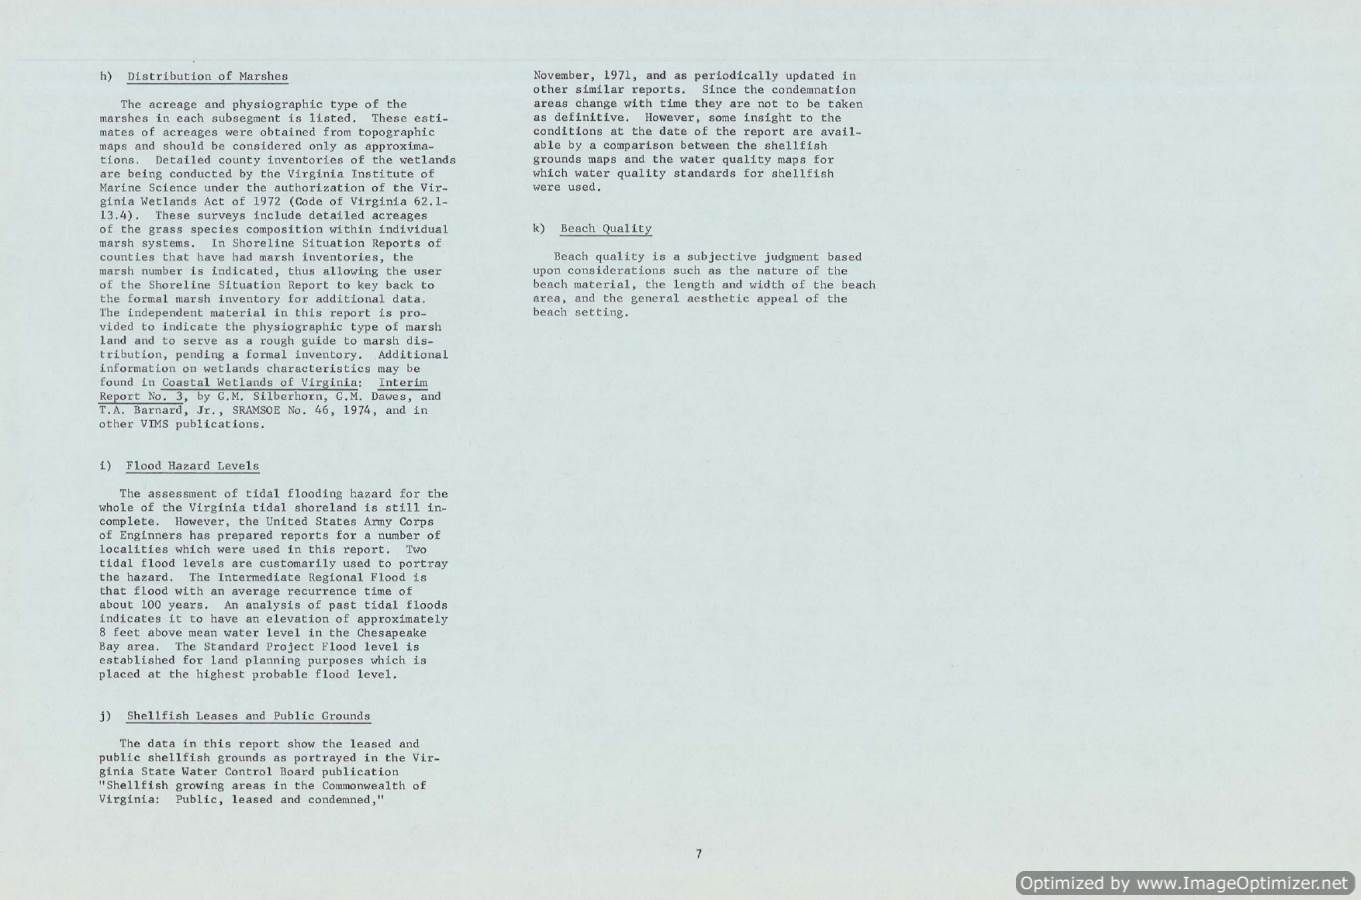 h) Distribution of Marshes
The acreage and physiographic type of the
marshes in each subsegment is listed. These esti-
mates of acreages were obtained from topographic
maps and should be considered only as approxima-
tions. Detailed county inventories of the wetlands
are being conducted by the Virginia Institute of
Marine Science under the authorization of the Vir-
ginia Wetlands Act of 1972 (Code of Virginia 62.1-
13.4). These surveys include detailed acreages
of the grass species composition within individual
marsh systems. In Shoreline Situation Reports of
counties that have had marsh inventories, the
marsh number is indicated, thus allowing the user
of the Shoreline Situation Report to key back to
the formal marsh inventory for additional data.
The independent material in this report is pro-
vided to indicate the physiographic type of marsh
land and to serve as a rough guide to marsh dis-
tribution, pending a formal inventory. Additional
information on wetlands characteristics may be
found in Coastal Wetlands of Virginia: Interim
Report No. 3, by G.M. Silberhorn, G.M. Dawes, and
T.A. Barnard, Jr., SRAMSOE No. 46, 1974, and in
other VIMS publications.
i) Flood Hazard Levels
The assessment of tidal flooding hazard for the
whole of the Virginia tidal shoreland is still in-
complete. However, the United States Army Corps
of Enginners has prepared reports for a number of
localities which were used in this report. Two
tidal flood levels are customarily used to portray
the hazard. The Intermediate Regional Flood is
that flood with an average recurrence time of
about 100 years. An analysis of past tidal floods
indicates it to have an elevation of approximately
8 feet above mean water level in the Chesapeake
Bay area. The Standard Project Flood level is
established for land planning purposes which is
placed at the highest probable flood level.
j) Shellfish Leases and Public Grounds
The data in this report show the leased and
public shellfish grounds as portrayed in the Vir-
ginia State Water Control Board publication
"Shellfish growing areas in the Commonwealth of
Virginia: Public, leased and condemned,"
November, 1971, and as periodically updated in
other similar reports. Since the condemnation
areas change with time they are not to be taken
as definitive. However, some insight to the
conditions at the date of the report are avail-
able by a comparison between the shellfish
grounds maps and the water quality maps for
which water quality standards for shellfish
were used.
k) Beach Quality
Beach quality is a subjective judgment based
upon considerations such as the nature of the
beach material, the length and width of the beach
area, and the general aesthetic appeal of the
beach setting.
7
Optimized by www.ImageOptimizer.net